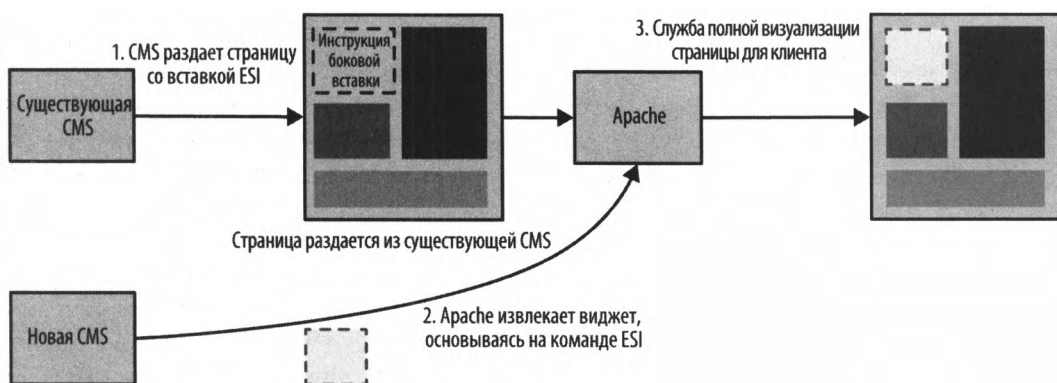 1. CMS раздает страницу
со вставкой ESI
Инструкция
боковой
вставки
3. Служба полной визуализации
страницы для клиента
Существующая
CMS
Apache
Страница раздается из существующей CMS
Новая CMS
2. Apache извлекает виджет,
основываясь на команде ESI